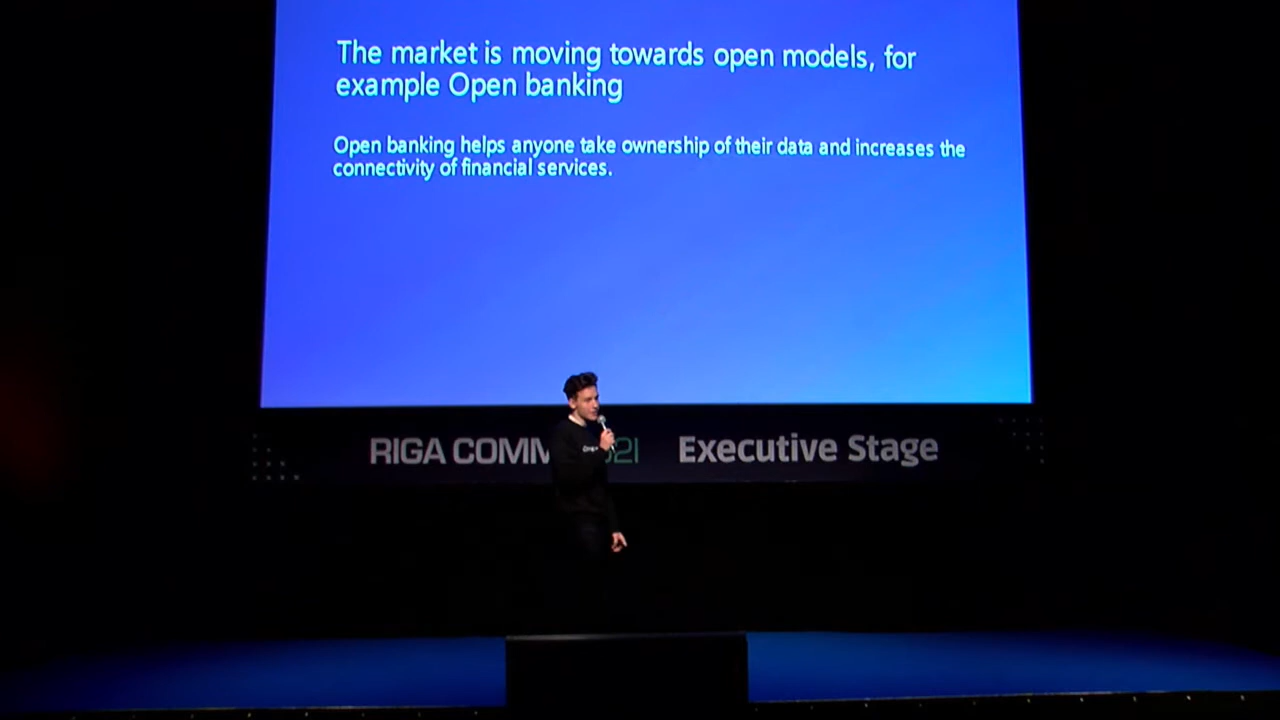 The market is moving towards open models, for
example Open banking
Open banking helps anyone take ownership of their data and increases the
connectivity of financial services.
RIGA COMM 21 Executive Stage